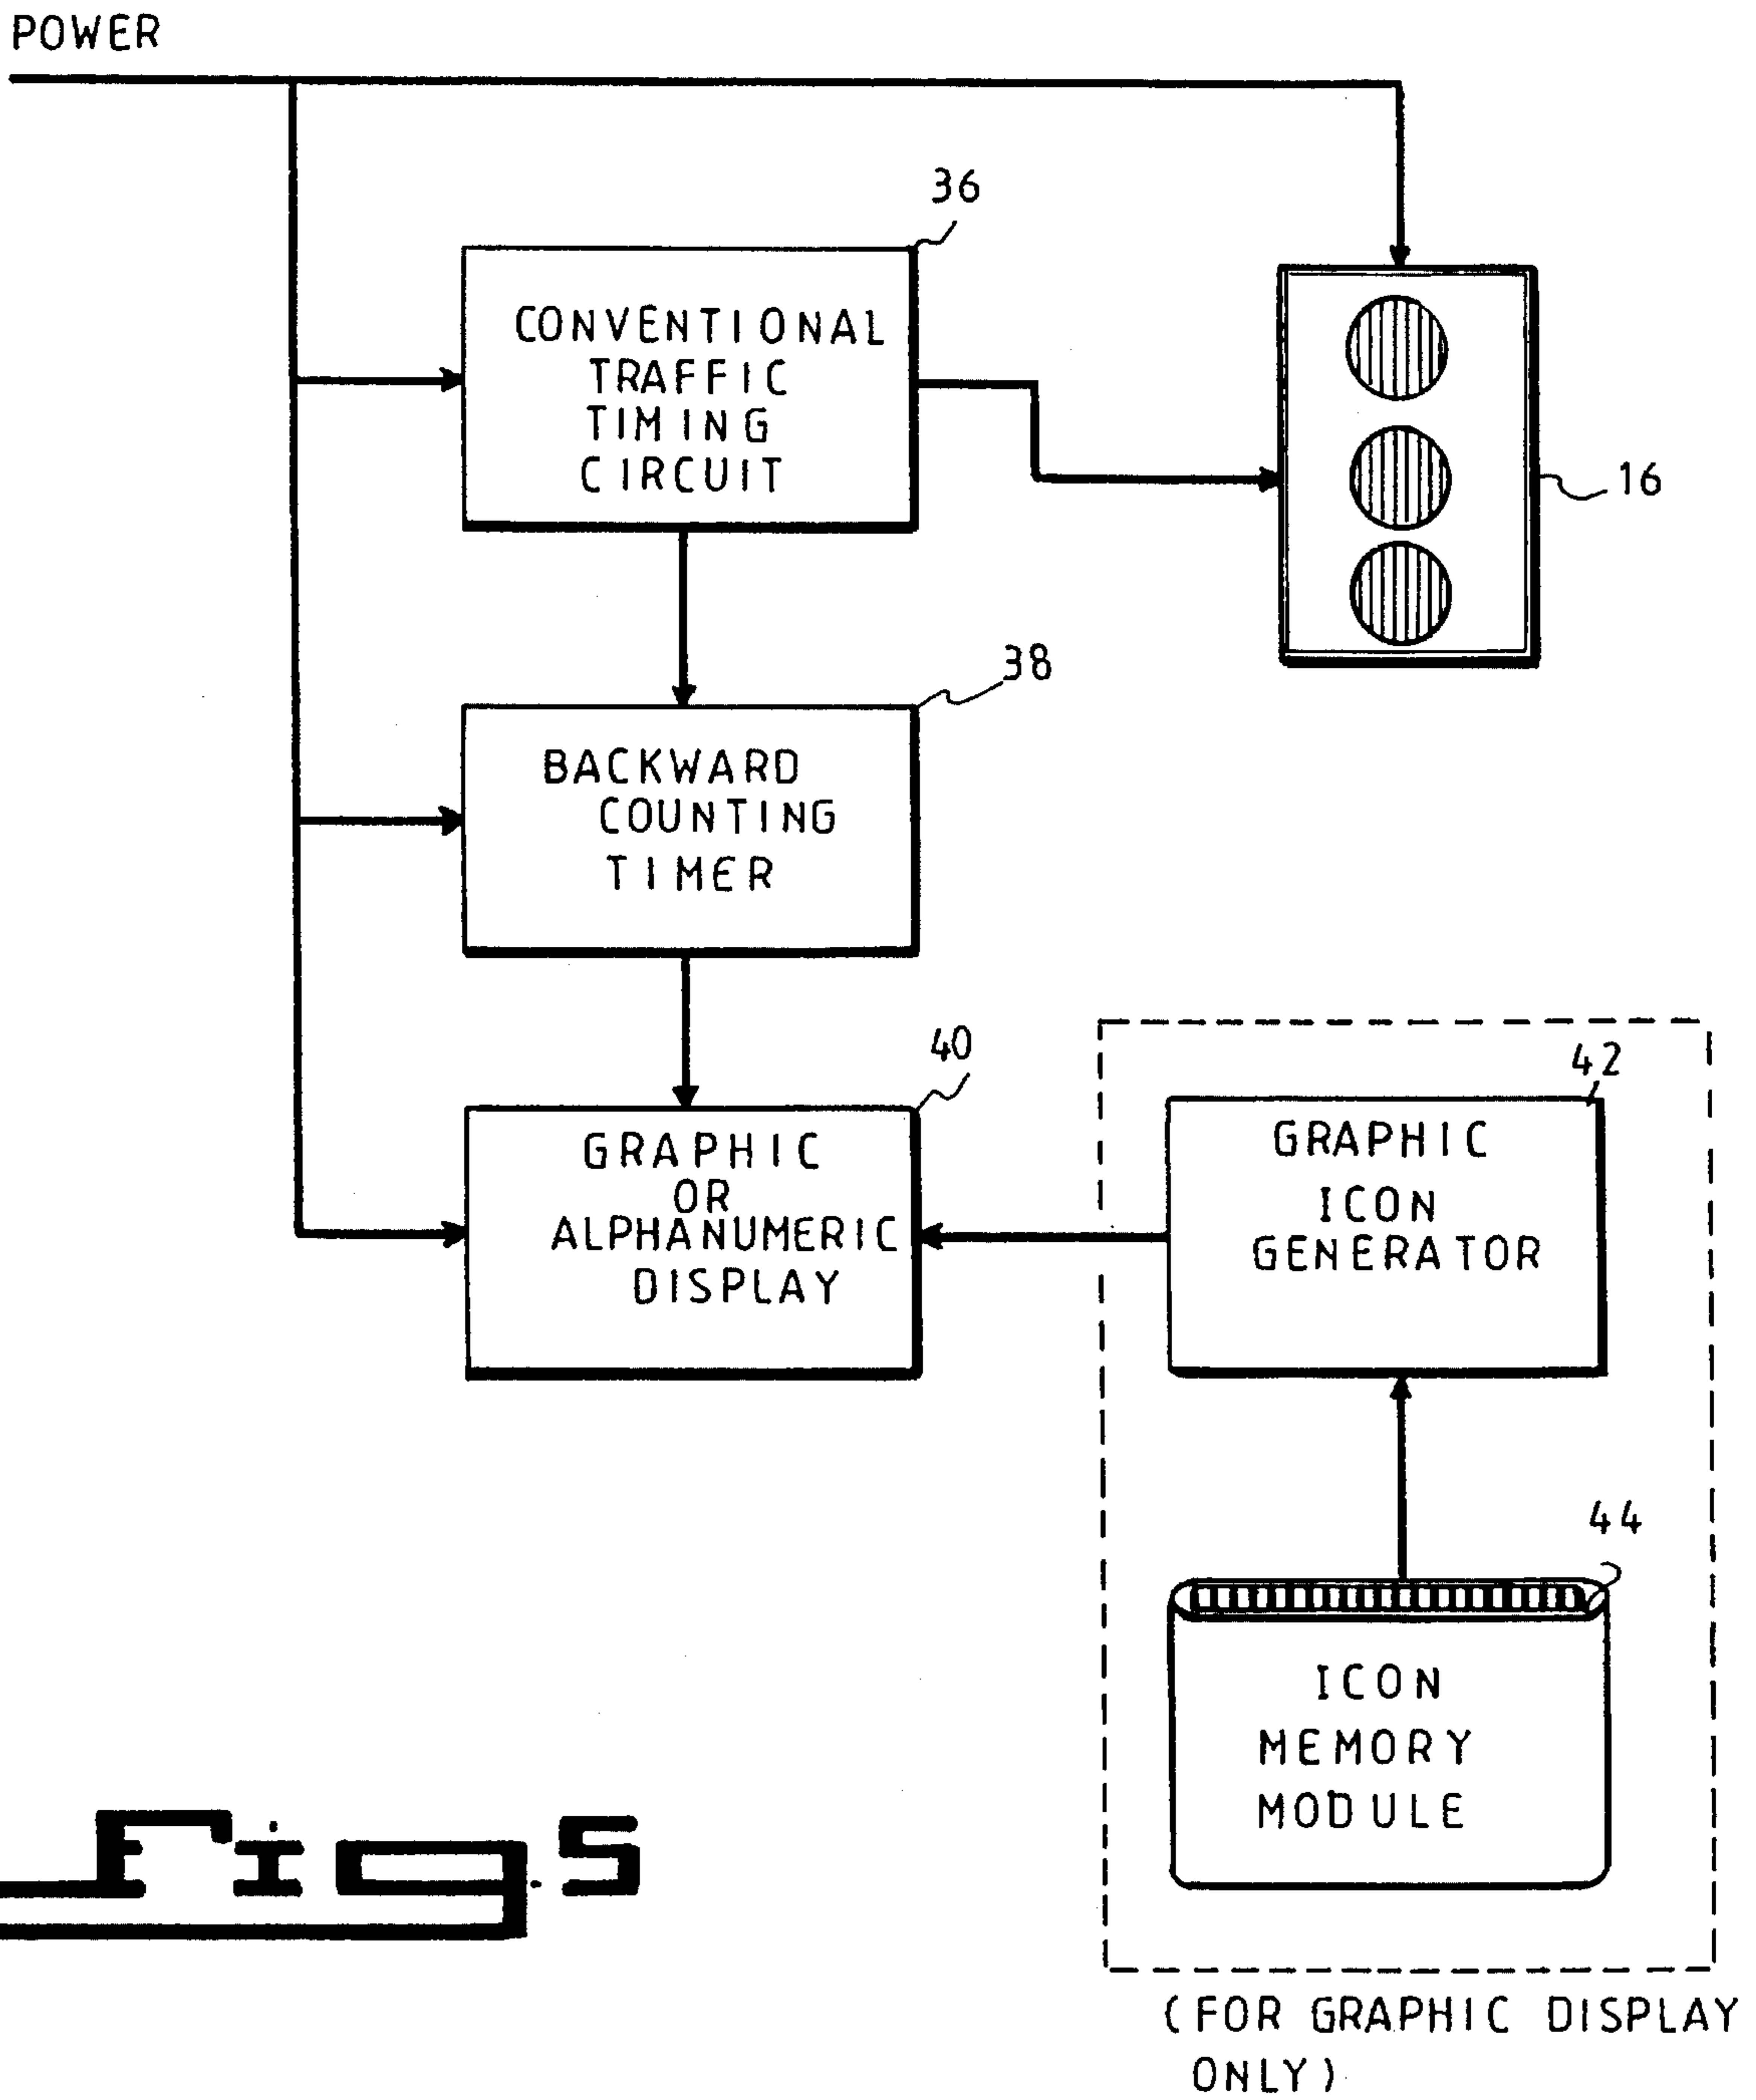 POWER
36
CONVENTIONAL
TRAFFIC
TIMING
CIRCUIT
16
38
BACKWARD
COUNTING
TIMER
40
GRAPHIC
OR
ALPHANUMERIC
DISPLAY
42
GRAPHIC
ICON
GENERATOR
44
ICON
MEMORY
MODULE
Fig.5
(FOR GRAPHIC DISPLAY
ONLY)